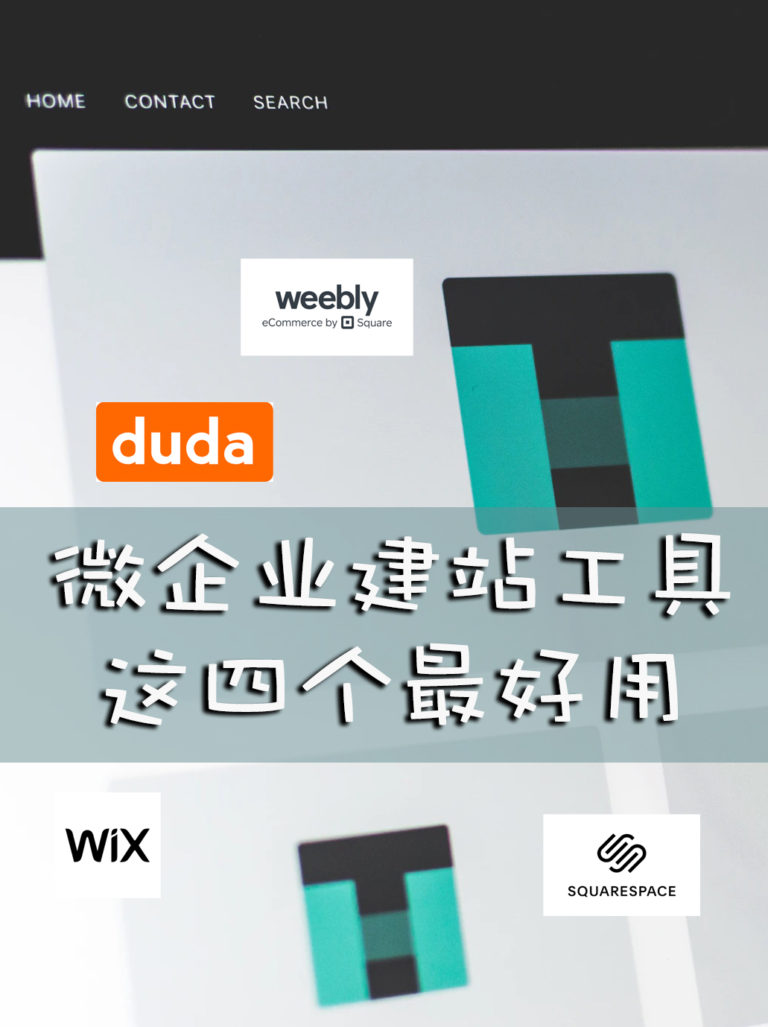 HOME CONTACT SEARCH
weebly
eCommerce by Square
duda
微企业建站工具
这四个最好用
WiX
SQUARESPACE